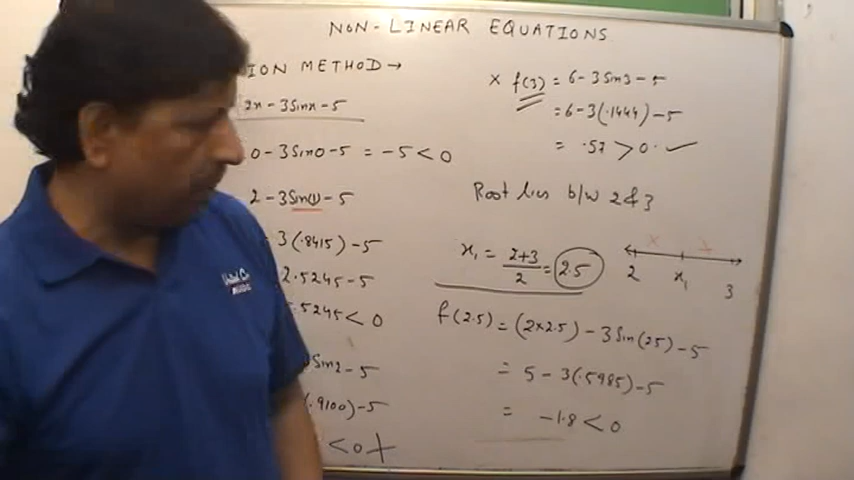 NON-LINEAR EQUATIONS
ION METHOD →
2x - 3Sinx - 5
0 - 3Sin0 - 5 = -5 < 0
2 - 3Sin(1) - 5
3(.8415) - 5
2.5245 - 5
.5245 < 0
Sin2 - 5
(.9100) - 5
< 0
x f(3) = 6 - 3Sin3 - 5
= 6 - 3(.1444) - 5
= .57 > 0. ✓
Root lies b/w 2 & 3
x₁ = 2+3/2 = 2.5
2 x₁ 3
f(2.5) = (2×2.5) - 3Sin(25) - 5
= 5 - 3(.5985) - 5
= -1.8 < 0